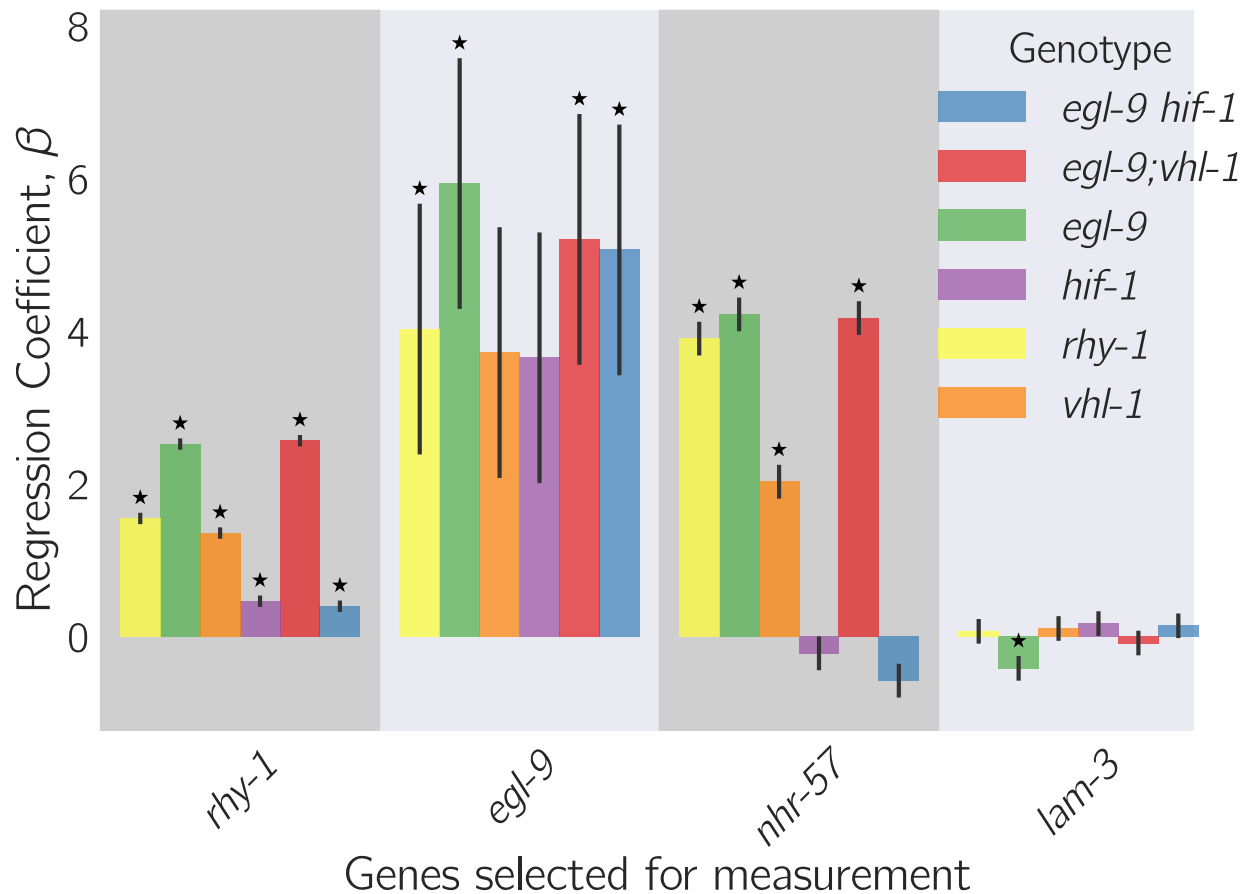 8
6
4
2
0
Regression Coefficient, β
Genotype
egl-9 hif-1
egl-9;vhl-1
egl-9
hif-1
rhy-1
vhl-1
rhy-1
egl-9
nhr-57
lam-3
Genes selected for measurement